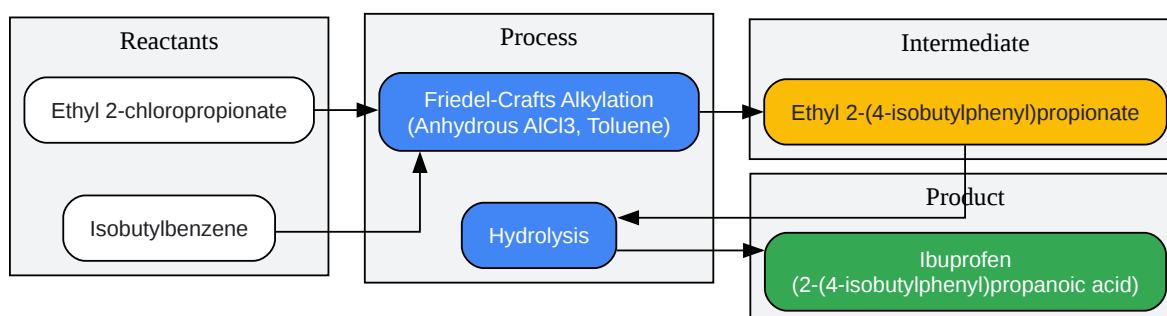 Reactants
Process
Intermediate
Ethyl 2-chloropropionate
Friedel-Crafts Alkylation
(Anhydrous AlCl3, Toluene)
Ethyl 2-(4-isobutylphenyl)propionate
Isobutylbenzene
Hydrolysis
Product
Ibuprofen
(2-(4-isobutylphenyl)propanoic acid)